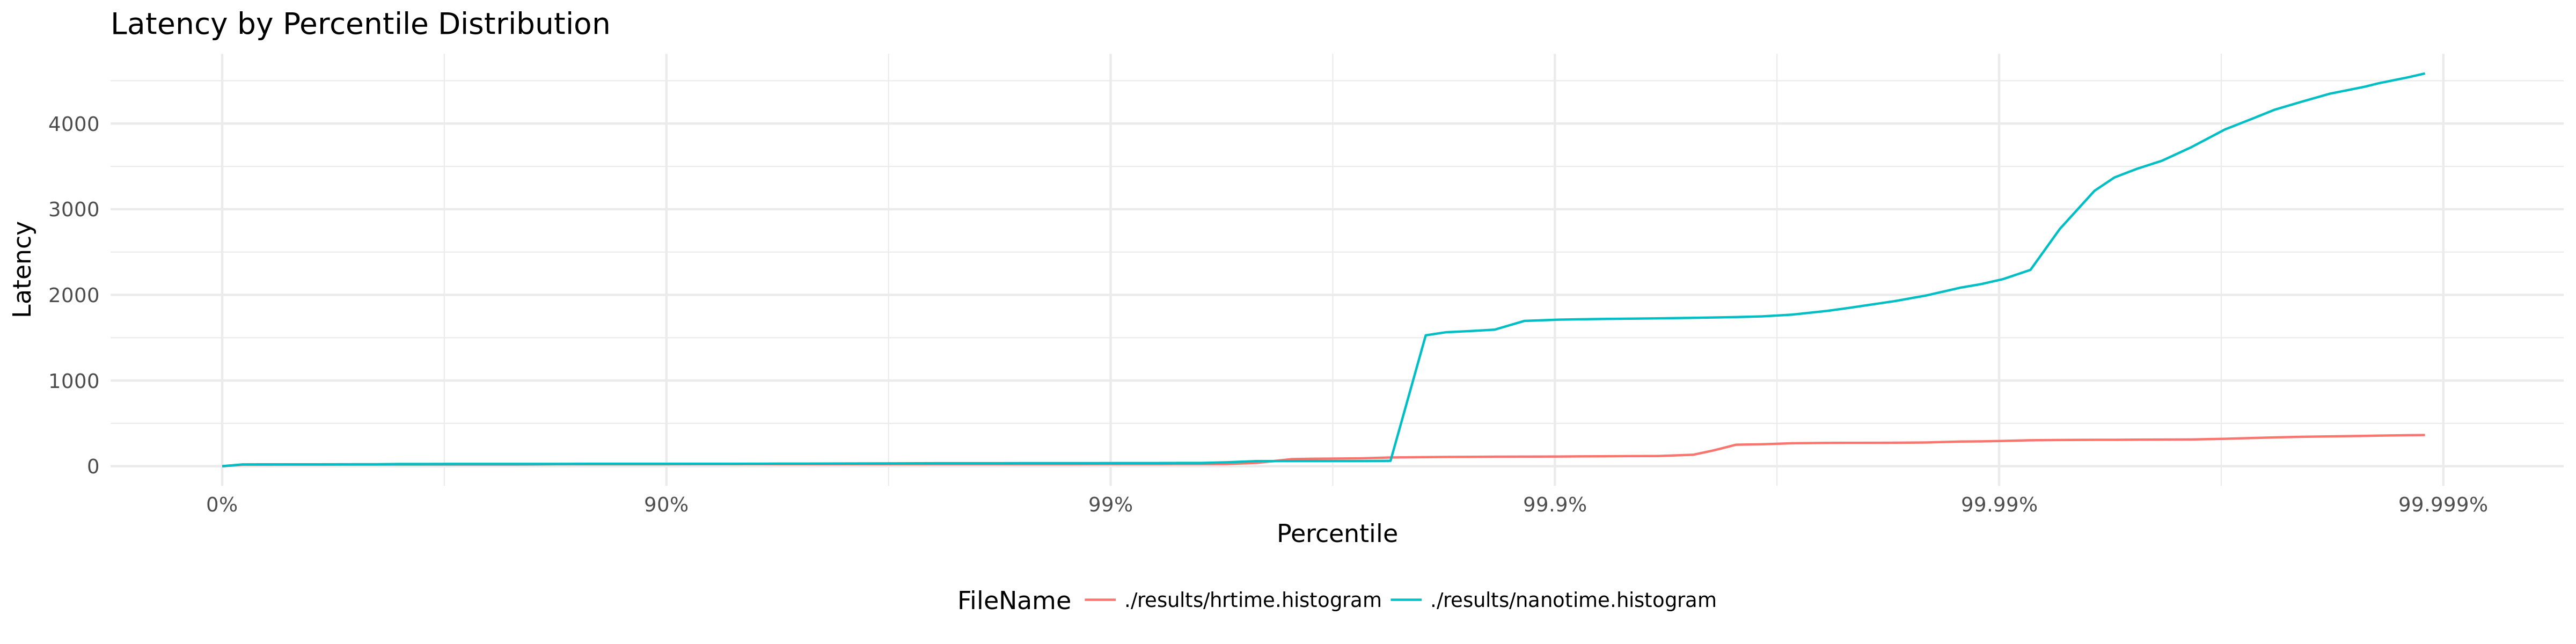 Latency by Percentile Distribution
Latency
4000
3000
2000
1000
0
0% 90% 99% 99.9% 99.99% 99.999%
Percentile
FileName ./results/hrtime.histogram ./results/nanotime.histogram